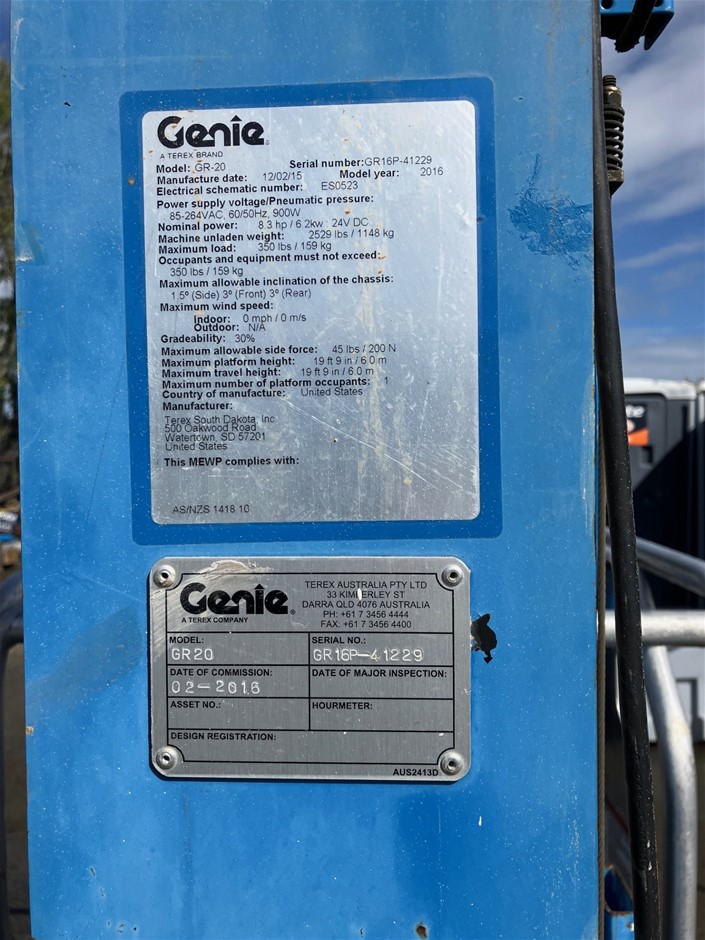 Genie
A TEREX BRAND
Model: GR-20 Serial number: GR16P-41229
Manufacture date: 12/02/15 Model year: 2016
Electrical schematic number: ES0523
Power supply voltage/Pneumatic pressure:
85-264VAC, 60/50Hz, 900W
Nominal power: 8.3 hp / 6.2kw 24V DC
Machine unladen weight: 2529 lbs / 1148 kg
Maximum load: 350 lbs / 159 kg
Occupants and equipment must not exceed:
350 lbs / 159 kg
Maximum allowable inclination of the chassis:
1.5° (Side) 3° (Front) 3° (Rear)
Maximum wind speed:
Indoor: 0 mph / 0 m/s
Outdoor: N/A
Gradeability: 30%
Maximum allowable side force: 45 lbs / 200 N
Maximum platform height: 19 ft 9 in / 6.0 m
Maximum travel height: 19 ft 9 in / 6.0 m
Maximum number of platform occupants: 1
Country of manufacture: United States
Manufacturer:
Terex South Dakota, Inc
500 Oakwood Road
Watertown, SD 57201
United States
This MEWP complies with:
AS/NZS 1418.10
Genie
A TEREX COMPANY
TEREX AUSTRALIA PTY LTD
33 KIMBERLEY ST
DARRA QLD 4076 AUSTRALIA
PH: +61 7 3456 4444
FAX: +61 7 3456 4400
MODEL: SERIAL NO.:
GR20 GR16P-41229
DATE OF COMMISSION: DATE OF MAJOR INSPECTION:
02-2016
ASSET NO.: HOURMETER:
DESIGN REGISTRATION:
AUS2413D